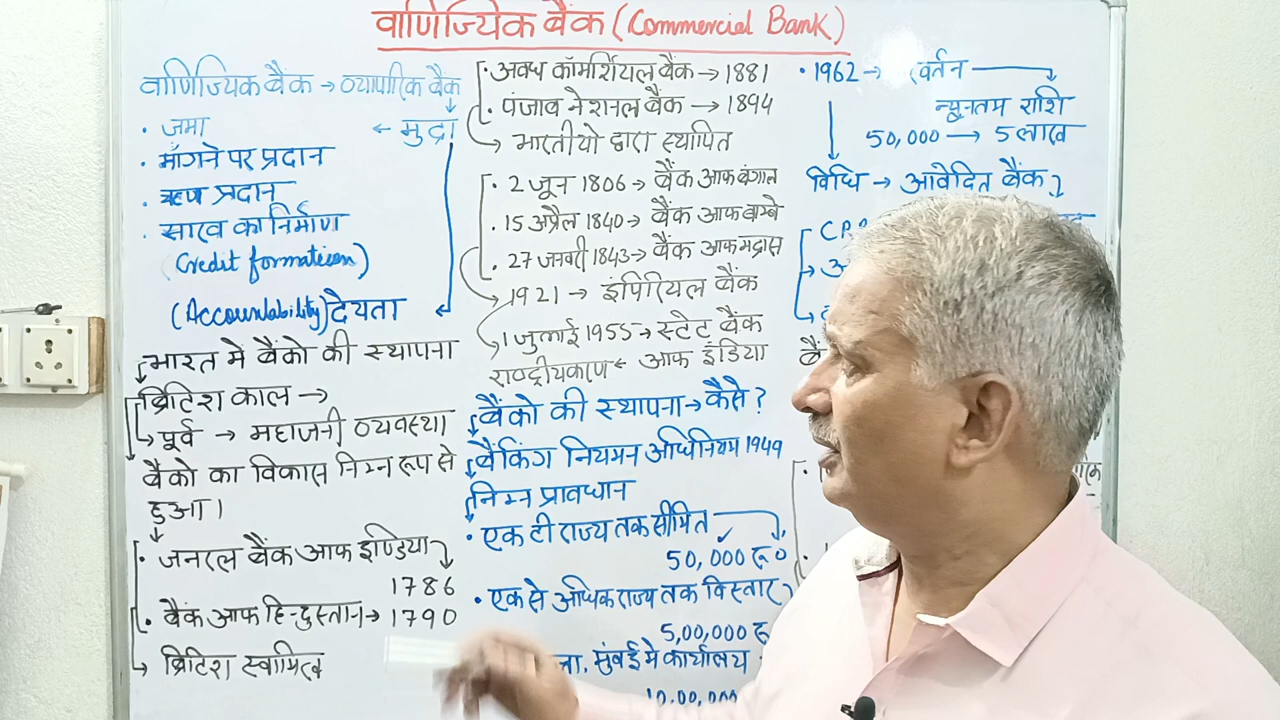 वाणिज्यिक बैंक (Commercial Bank)
वाणिज्यिक बैंक → व्यापारिक बैंक
· जमा ← मुद्रा
· माँगने पर प्रदान
· ऋण प्रदान
· साख का निर्माण
(Credit formation)
(Accountability) देयता
भारत मे बैंको की स्थापना
ब्रिटिश काल →
पूर्व → महाजनी व्यवस्था
बैंको का विकास निम्न रूप से
हुआ।
· जनरल बैंक आफ इण्डिया
1786
· बैंक आफ हिन्दुस्तान → 1790
→ ब्रिटिश स्वामित्व
· अवध कॉमर्शियल बैंक → 1881
· पंजाब नेशनल बैंक → 1894
→ भारतीयो द्वारा स्थापित
· 2 जून 1806 → बैंक आफ बंगाल
· 15 अप्रैल 1840 → बैंक आफ बाम्बे
· 27 जनवरी 1843 → बैंक आफ मद्रास
→ 1921 → इंपिरियल बैंक
→ 1 जुलाई 1955 → स्टेट बैंक
राष्ट्रीयकरण ← आफ इंडिया
बैंको की स्थापना → कैसे?
बैंकिंग नियमन अधिनियम 1949
निम्न प्रावधान
· एक ही राज्य तक सीमित
50,000 रू०
· एक से अधिक राज्य तक विस्तार
5,00,000
मुंबई मे कार्यालय
10,00,000
· 1962 →
न्यूनतम राशि
50,000 → 5 लाख
विधि → आवेदित बैंक